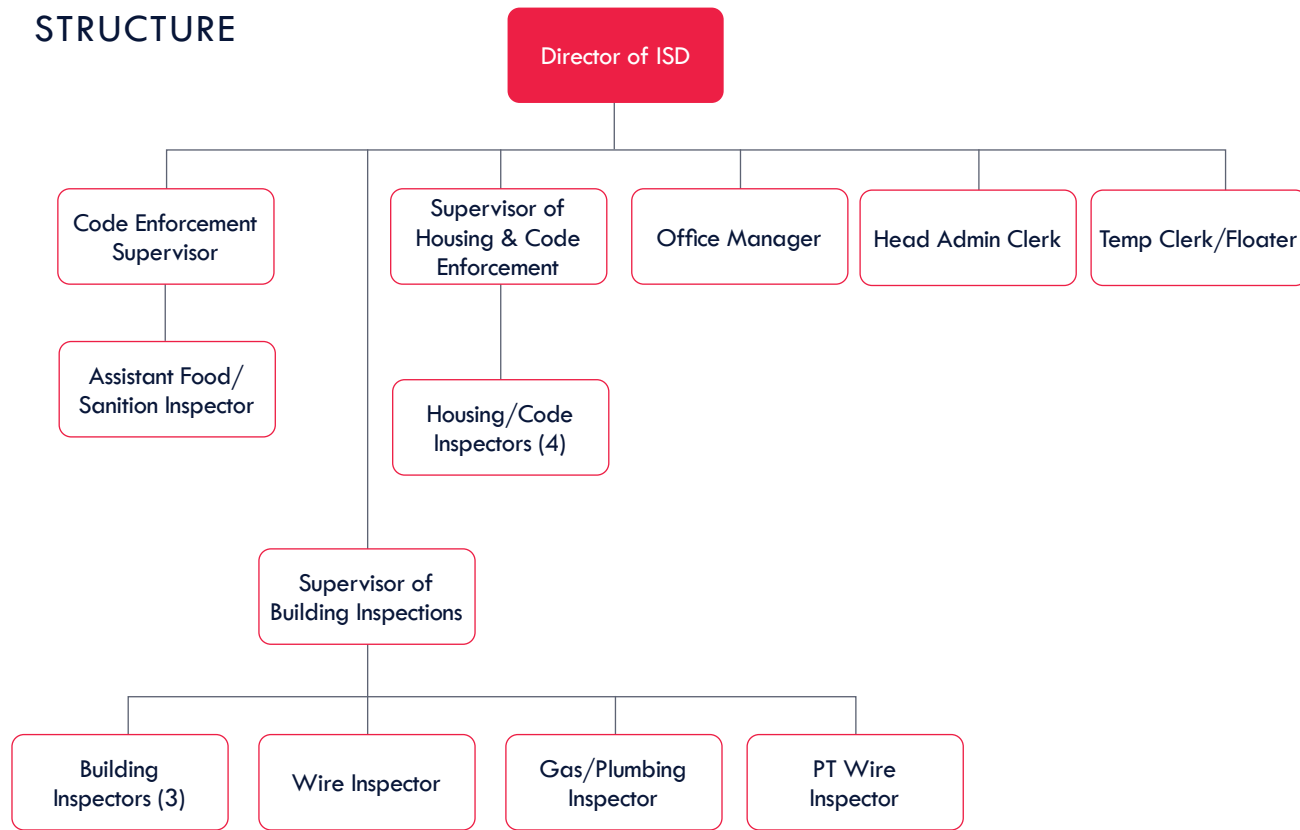 STRUCTURE
Director of ISD
Code Enforcement
Supervisor
Supervisor of
Housing & Code
Enforcement
Office Manager
Head Admin Clerk
Temp Clerk/Floater
Assistant Food/
Sanition Inspector
Housing/Code
Inspectors (4)
Supervisor of
Building Inspections
Building
Inspectors (3)
Wire Inspector
Gas/Plumbing
Inspector
PT Wire
Inspector